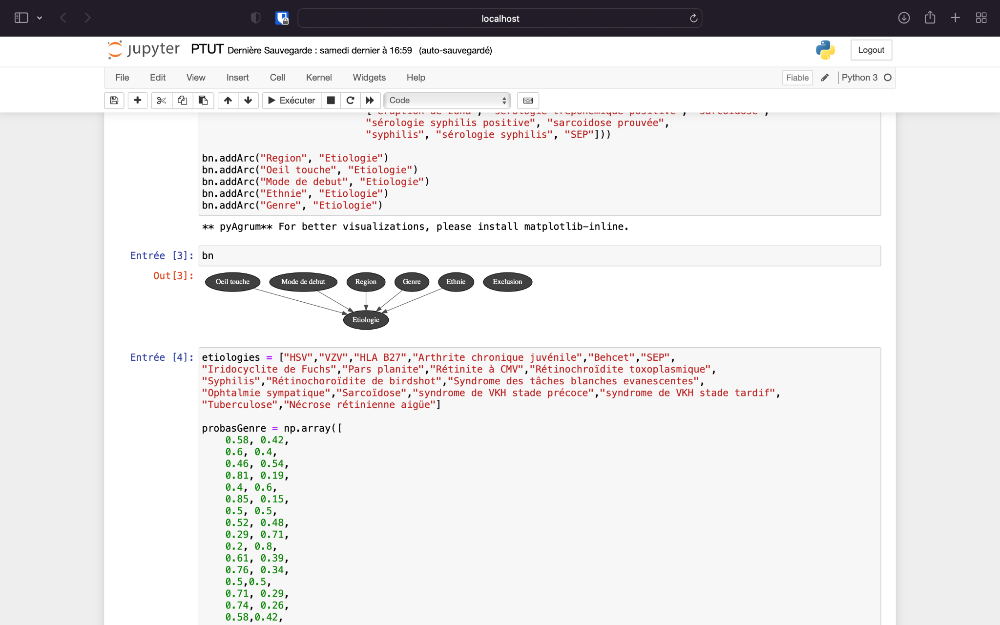 localhost
jupyter PTUT Dernière Sauvegarde : samedi dernier à 16:59 (auto-sauvegardé)
Logout
File Edit View Insert Cell Kernel Widgets Help
Fiable Python 3
Exécuter Code
"sérologie syphilis positive", "sarcoidose prouvée",
"syphilis", "sérologie syphilis", "SEP"]))
bn.addArc("Region", "Etiologie")
bn.addArc("Oeil touche", "Etiologie")
bn.addArc("Mode de debut", "Etiologie")
bn.addArc("Ethnie", "Etiologie")
bn.addArc("Genre", "Etiologie")
** pyAgrum** For better visualizations, please install matplotlib-inline.
Entrée [3]: bn
Out[3]:
Oeil touche Mode de debut Region Genre Ethnie Exclusion
Etiologie
Entrée [4]: etiologies = ["HSV","VZV","HLA B27","Arthrite chronique juvénile","Behcet","SEP",
"Iridocyclite de Fuchs","Pars planite","Rétinite à CMV","Rétinochroïdite toxoplasmique",
"Syphilis","Rétinochoroïdite de birdshot","Syndrome des tâches blanches evanescentes",
"Ophtalmie sympatique","Sarcoïdose","syndrome de VKH stade précoce","syndrome de VKH stade tardif",
"Tuberculose","Nécrose rétinienne aigüe"]
probasGenre = np.array([
0.58, 0.42,
0.6, 0.4,
0.46, 0.54,
0.81, 0.19,
0.4, 0.6,
0.85, 0.15,
0.5, 0.5,
0.52, 0.48,
0.29, 0.71,
0.2, 0.8,
0.61, 0.39,
0.76, 0.34,
0.5,0.5,
0.71, 0.29,
0.74, 0.26,
0.58,0.42,